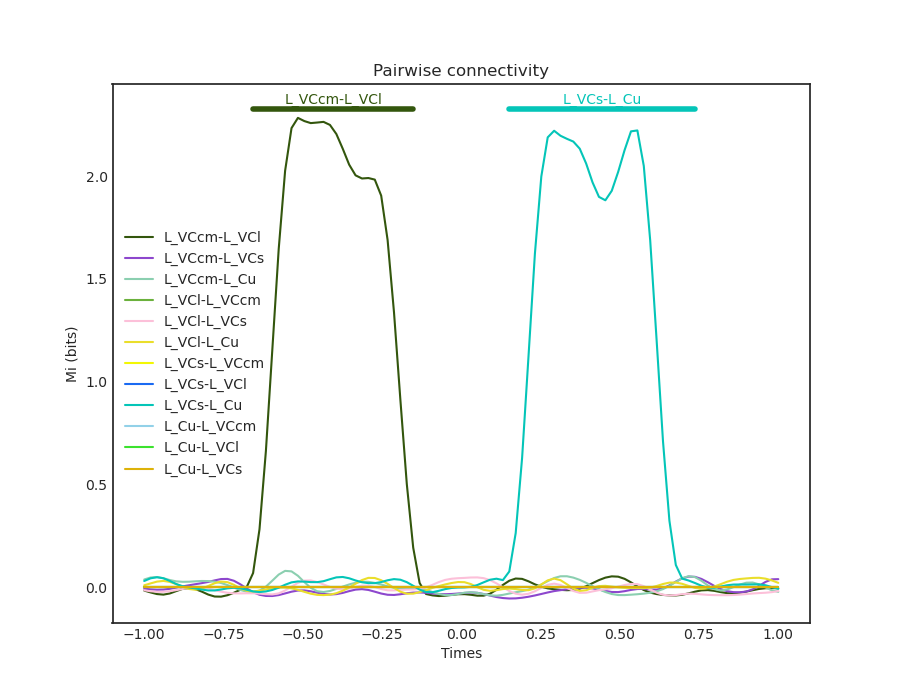 Pairwise connectivity
L_VCcm-L_VCl
L_VCs-L_Cu
2.0
1.5
1.0
0.5
0.0
Mi (bits)
L_VCcm-L_VCl
L_VCcm-L_VCs
L_VCcm-L_Cu
L_VCl-L_VCcm
L_VCl-L_VCs
L_VCl-L_Cu
L_VCs-L_VCcm
L_VCs-L_VCl
L_VCs-L_Cu
L_Cu-L_VCcm
L_Cu-L_VCl
L_Cu-L_VCs
−1.00 −0.75 −0.50 −0.25 0.00 0.25 0.50 0.75 1.00
Times